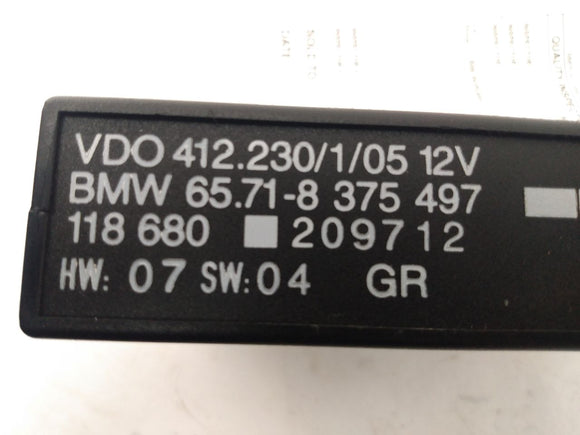 VDO 412.230/1/05 12V
BMW 65.71-8 375 497
118 680 209712
HW: 07 SW: 04 GR